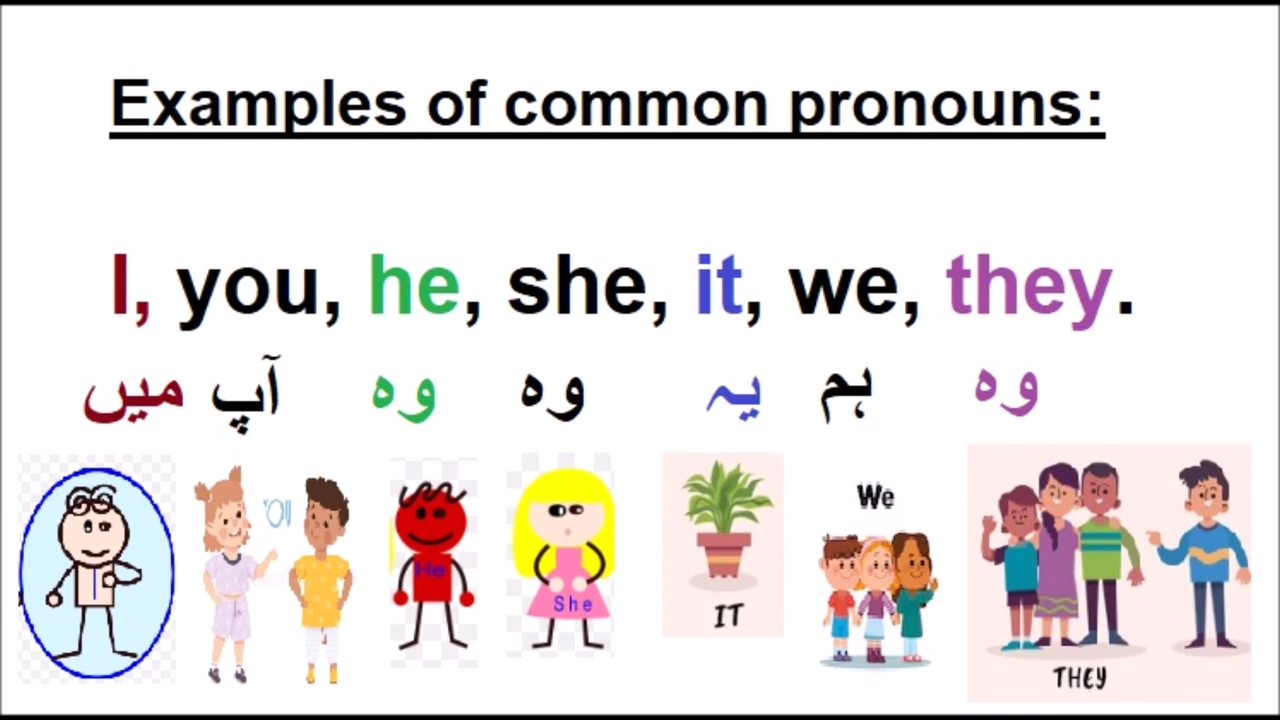 Examples of common pronouns:
I, you, he, she, it, we, they.
میں آپ وہ وہ یہ ہم وہ
We
He
She
IT
THEY